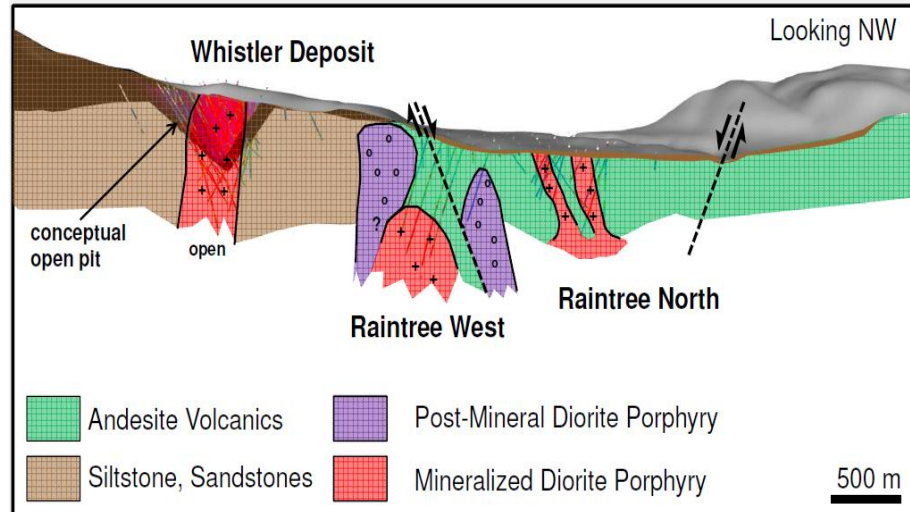 Looking NW
Whistler Deposit
conceptual
open pit
open
?
Raintree West
Raintree North
Andesite Volcanics
Post-Mineral Diorite Porphyry
Siltstone, Sandstones
Mineralized Diorite Porphyry
500 m